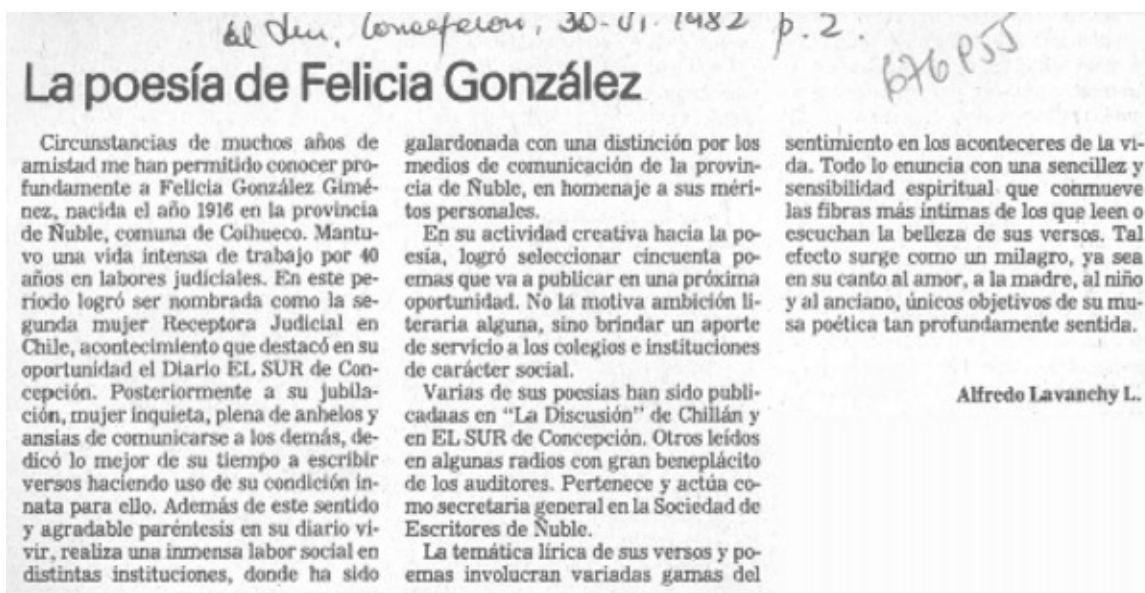 El Sur, Concepción, 30. VI. 1982 p. 2.
676955
La poesía de Felicia González
Circunstancias de muchos años de
amistad me han permitido conocer pro-
fundamente a Felicia González Gimé-
nez, nacida el año 1916 en la provincia
de Ñuble, comuna de Coihueco. Mantu-
vo una vida intensa de trabajo por 40
años en labores judiciales. En este pe-
ríodo logró ser nombrada como la se-
gunda mujer Receptora Judicial en
Chile, acontecimiento que destacó en su
oportunidad el Diario EL SUR de Con-
cepción. Posteriormente a su jubila-
ción, mujer inquieta, plena de anhelos y
ansias de comunicarse a los demás, de-
dicó lo mejor de su tiempo a escribir
versos haciendo uso de su condición in-
nata para ello. Además de este sentido
y agradable paréntesis en su diario vi-
vir, realiza una inmensa labor social en
distintas instituciones, donde ha sido
galardonada con una distinción por los
medios de comunicación de la provin-
cia de Ñuble, en homenaje a sus méri-
tos personales.
En su actividad creativa hacia la po-
esía, logró seleccionar cincuenta po-
emas que va a publicar en una próxima
oportunidad. No la motiva ambición li-
teraria alguna, sino brindar un aporte
de servicio a los colegios e instituciones
de carácter social.
Varias de sus poesías han sido publi-
cadaas en "La Discusión" de Chillán y
en EL SUR de Concepción. Otros leídos
en algunas radios con gran beneplácito
de los auditores. Pertenece y actúa co-
mo secretaria general en la Sociedad de
Escritores de Ñuble.
La temática lírica de sus versos y po-
emas involucran variadas gamas del
sentimiento en los aconteceres de la vi-
da. Todo lo enuncia con una sencillez y
sensibilidad espiritual que conmueve
las fibras más íntimas de los que leen o
escuchan la belleza de sus versos. Tal
efecto surge como un milagro, ya sea
en su canto al amor, a la madre, al niño
y al anciano, únicos objetivos de su mu-
sa poética tan profundamente sentida.
Alfredo Lavanchy L.